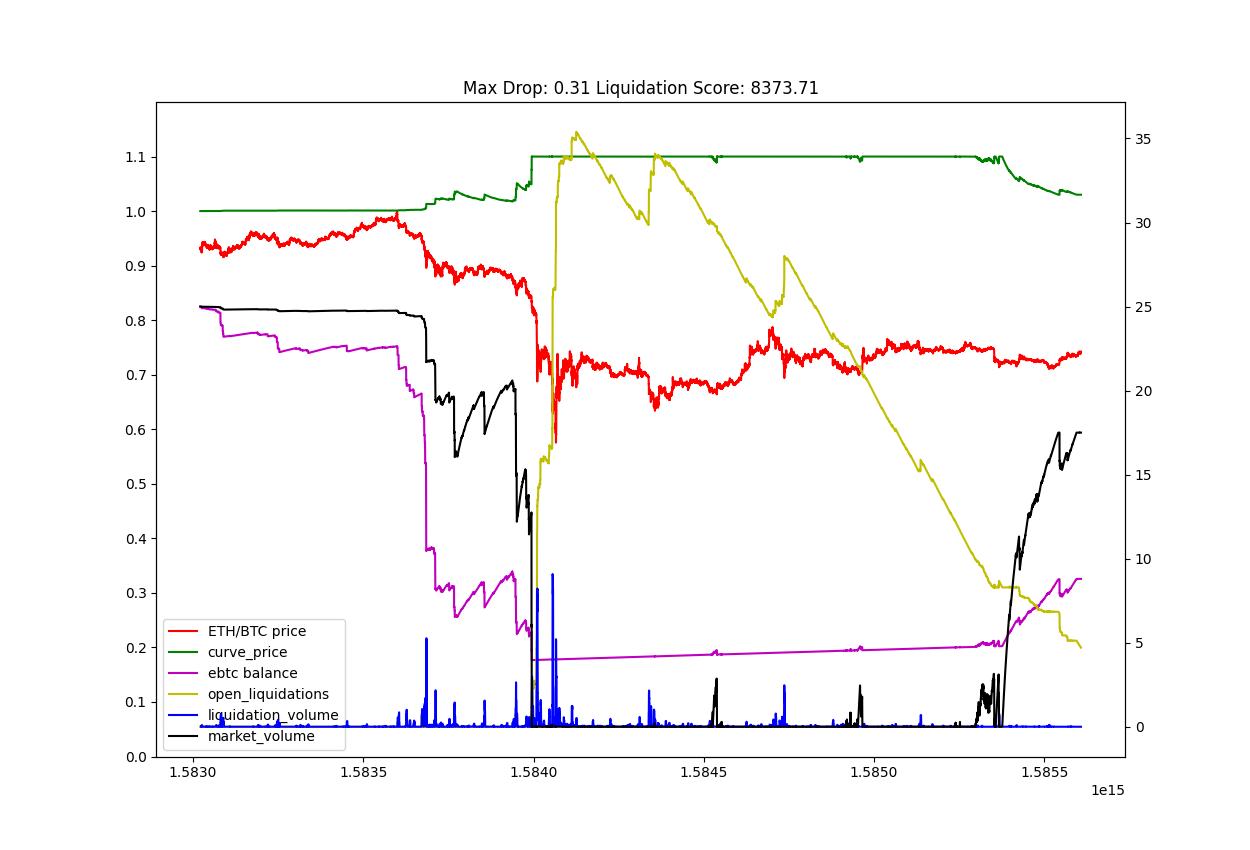 Max Drop: 0.31 Liquidation Score: 8373.71
1.1
1.0
0.9
0.8
0.7
0.6
0.5
0.4
0.3
0.2
0.1
0.0
35
30
25
20
15
10
5
0
ETH/BTC price
curve_price
ebtc balance
open_liquidations
liquidation_volume
market_volume
1.5830 1.5835 1.5840 1.5845 1.5850 1.5855
1e15